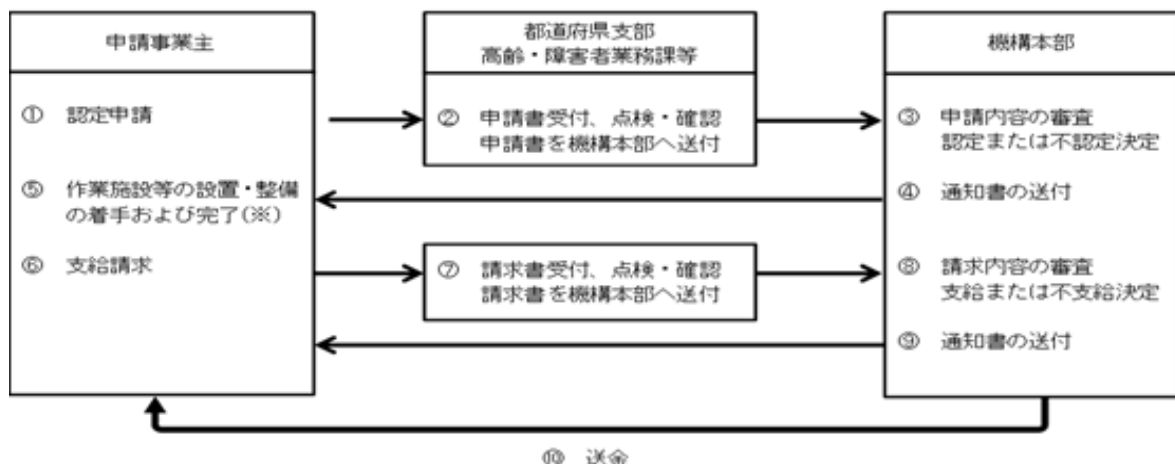 申請事業主
都道府県支部
高齢・障害者業務課等
機構本部
① 認定申請
② 申請書受付、点検・確認
申請書を機構本部へ送付
③ 申請内容の審査
認定または不認定決定
④ 通知書の送付
⑤ 作業施設等の設置・整備
の着手および完了(※)
⑥ 支給請求
⑦ 請求書受付、点検・確認
請求書を機構本部へ送付
⑧ 請求内容の審査
支給または不支給決定
⑨ 通知書の送付
⑩ 送金